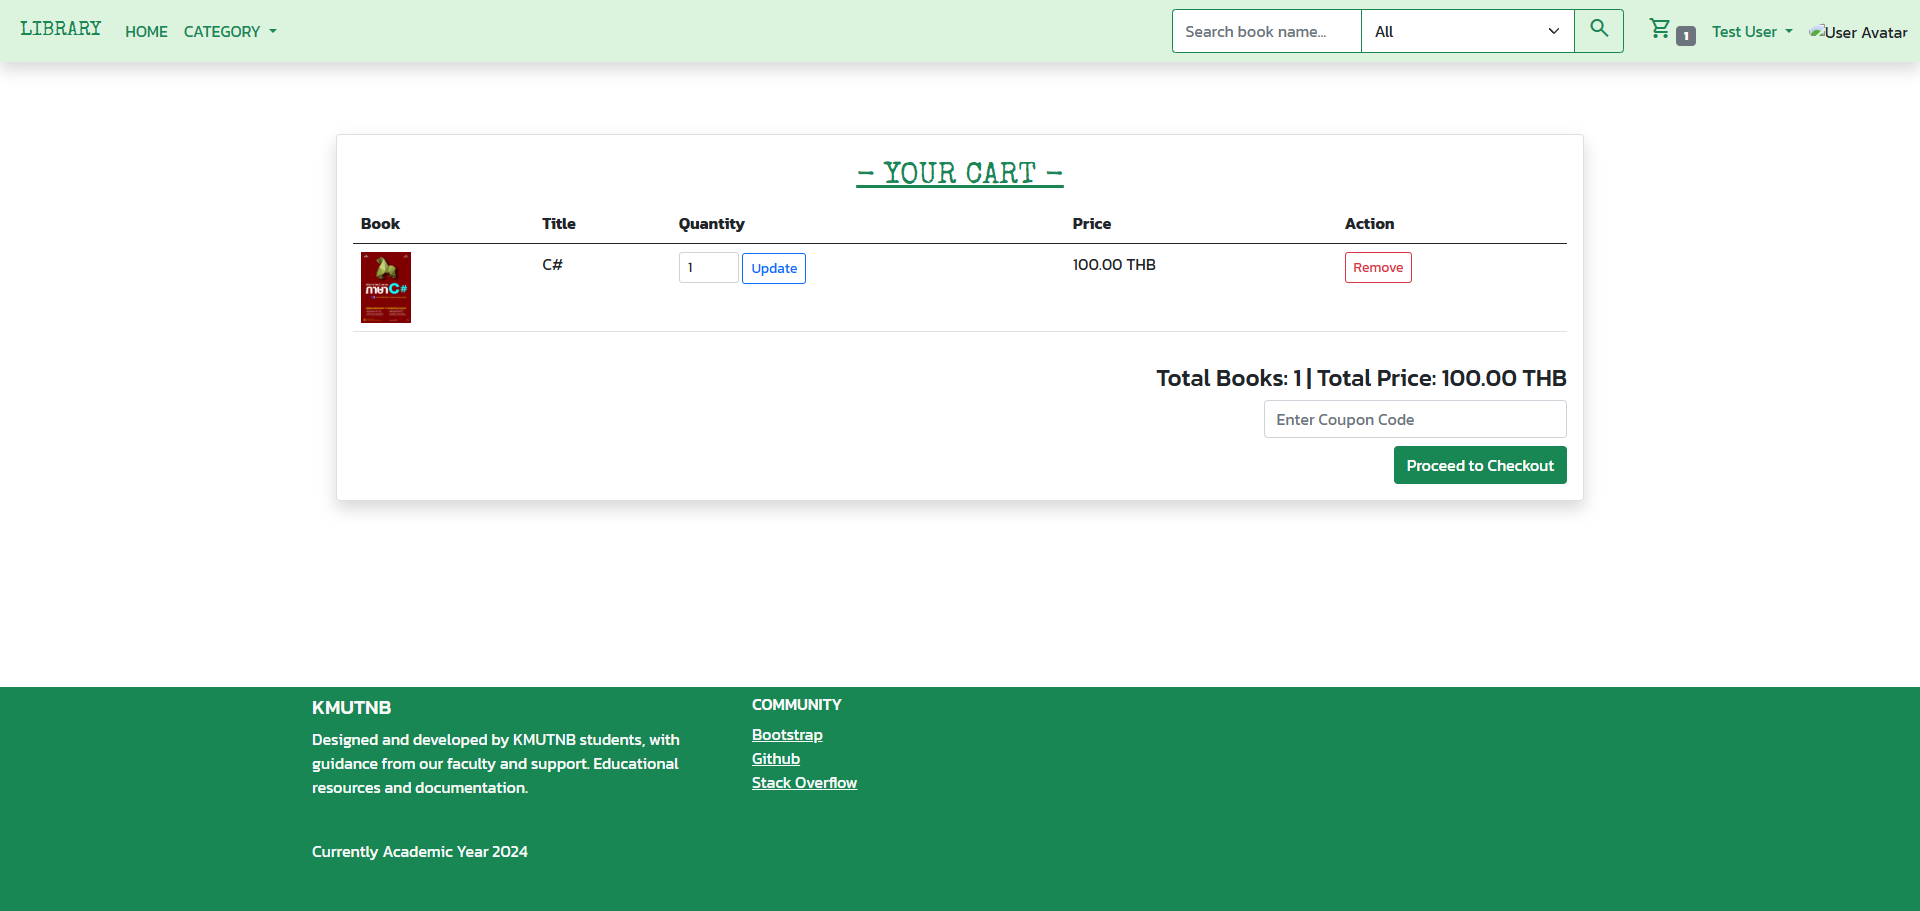 LIBRARY HOME CATEGORY Search book name... All 1 Test User User Avatar
- YOUR CART -
Book Title Quantity Price Action
ภาษา C# C# 1 Update 100.00 THB Remove
Total Books: 1 | Total Price: 100.00 THB
Enter Coupon Code
Proceed to Checkout
KMUTNB
Designed and developed by KMUTNB students, with
guidance from our faculty and support. Educational
resources and documentation.
Currently Academic Year 2024
COMMUNITY
Bootstrap
Github
Stack Overflow